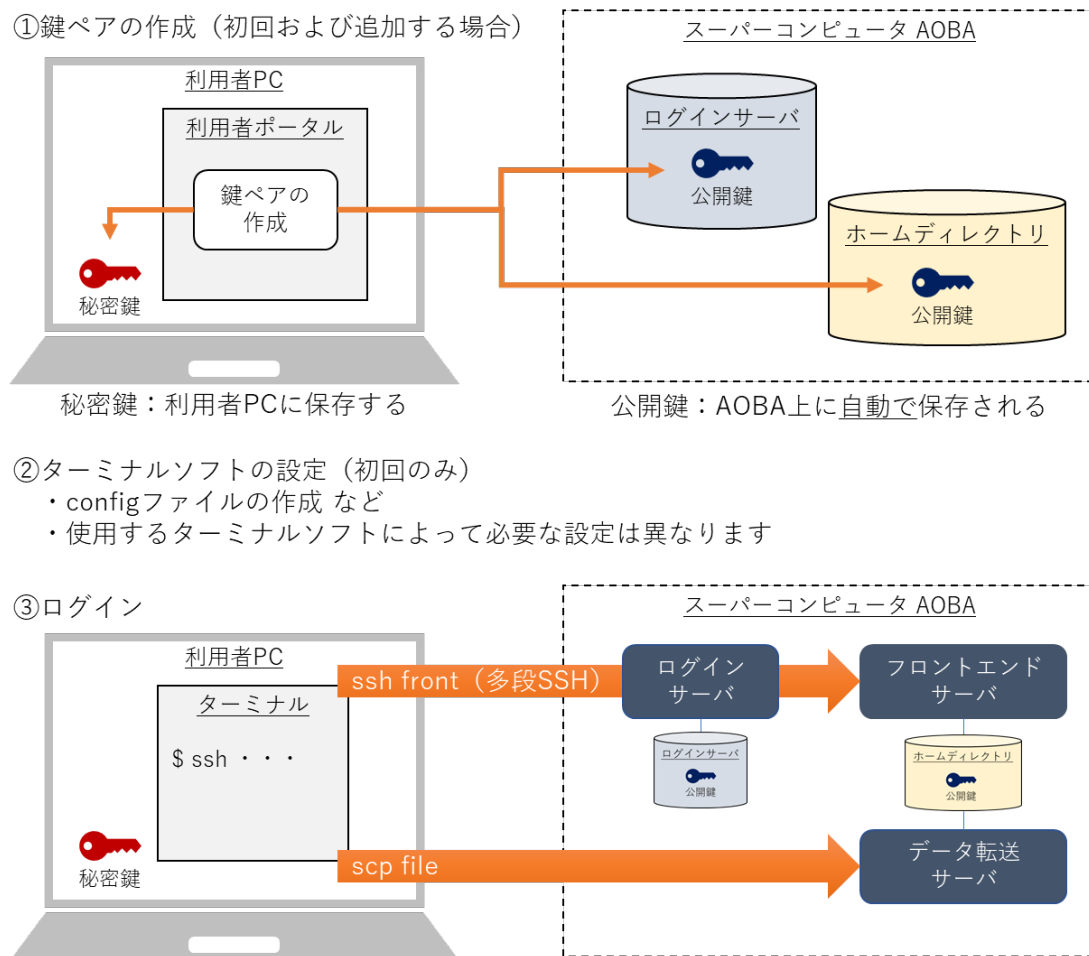 ①鍵ペアの作成（初回および追加する場合）
スーパーコンピュータ AOBA
利用者PC
利用者ポータル
鍵ペアの
作成
秘密鍵
ログインサーバ
公開鍵
ホームディレクトリ
公開鍵
秘密鍵：利用者PCに保存する
公開鍵：AOBA上に自動で保存される
②ターミナルソフトの設定（初回のみ）
・configファイルの作成 など
・使用するターミナルソフトによって必要な設定は異なります
③ログイン
スーパーコンピュータ AOBA
利用者PC
ターミナル
$ ssh ・・・
秘密鍵
ssh front（多段SSH）
ログイン
サーバ
フロントエンド
サーバ
ログインサーバ
公開鍵
ホームディレクトリ
公開鍵
scp file
データ転送
サーバ